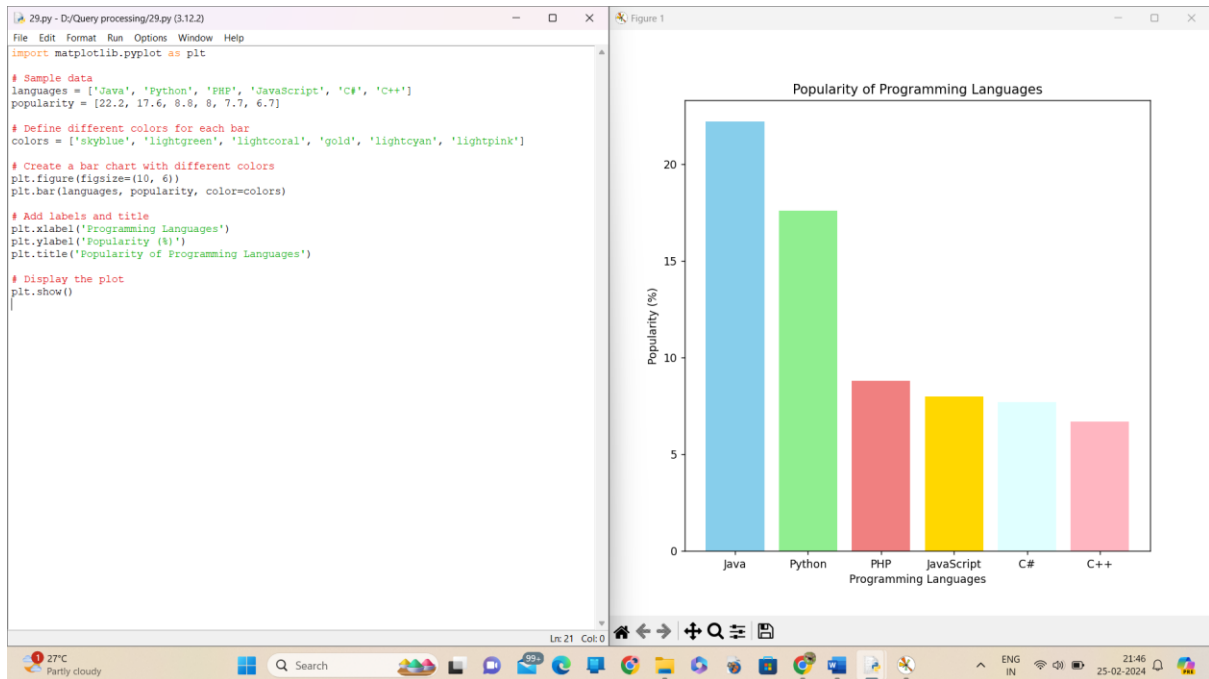 29.py - D:/Query processing/29.py (3.12.2)
File Edit Format Run Options Window Help
import matplotlib.pyplot as plt
# Sample data
languages = ['Java', 'Python', 'PHP', 'JavaScript', 'C#', 'C++']
popularity = [22.2, 17.6, 8.8, 8, 7.7, 6.7]
# Define different colors for each bar
colors = ['skyblue', 'lightgreen', 'lightcoral', 'gold', 'lightcyan', 'lightpink']
# Create a bar chart with different colors
plt.figure(figsize=(10, 6))
plt.bar(languages, popularity, color=colors)
# Add labels and title
plt.xlabel('Programming Languages')
plt.ylabel('Popularity (%)')
plt.title('Popularity of Programming Languages')
# Display the plot
plt.show()
Ln: 21 Col: 0
Figure 1
Popularity of Programming Languages
Popularity (%)
20
15
10
5
0
Java Python PHP JavaScript C# C++
Programming Languages
1
27°C
Partly cloudy
Search
99+
ENG
IN
21:46
25-02-2024
PRE